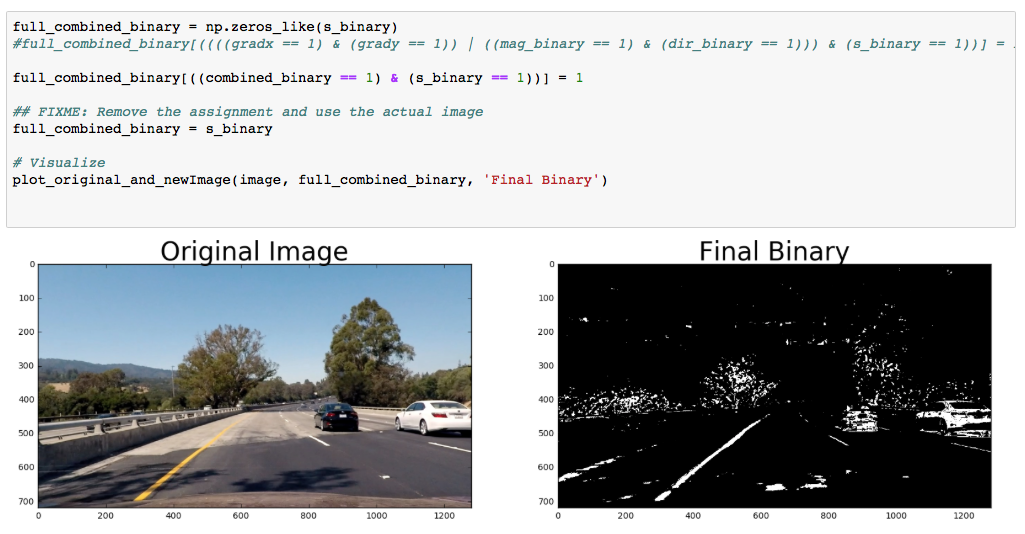 full_combined_binary = np.zeros_like(s_binary)
#full_combined_binary[((((gradx == 1) & (grady == 1)) | ((mag_binary == 1) & (dir_binary == 1))) & (s_binary == 1))] =
full_combined_binary[((combined_binary == 1) & (s_binary == 1))] = 1
## FIXME: Remove the assignment and use the actual image
full_combined_binary = s_binary
# Visualize
plot_original_and_newImage(image, full_combined_binary, 'Final Binary')
Original Image
0
100
200
300
400
500
600
700
0 200 400 600 800 1000 1200
Final Binary
0
100
200
300
400
500
600
700
0 200 400 600 800 1000 1200